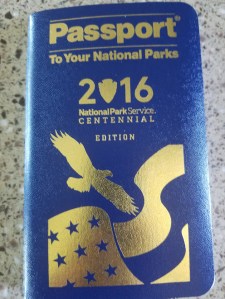 Passport®
To Your National Parks
2016
National Park Service®
CENTENNIAL
EDITION